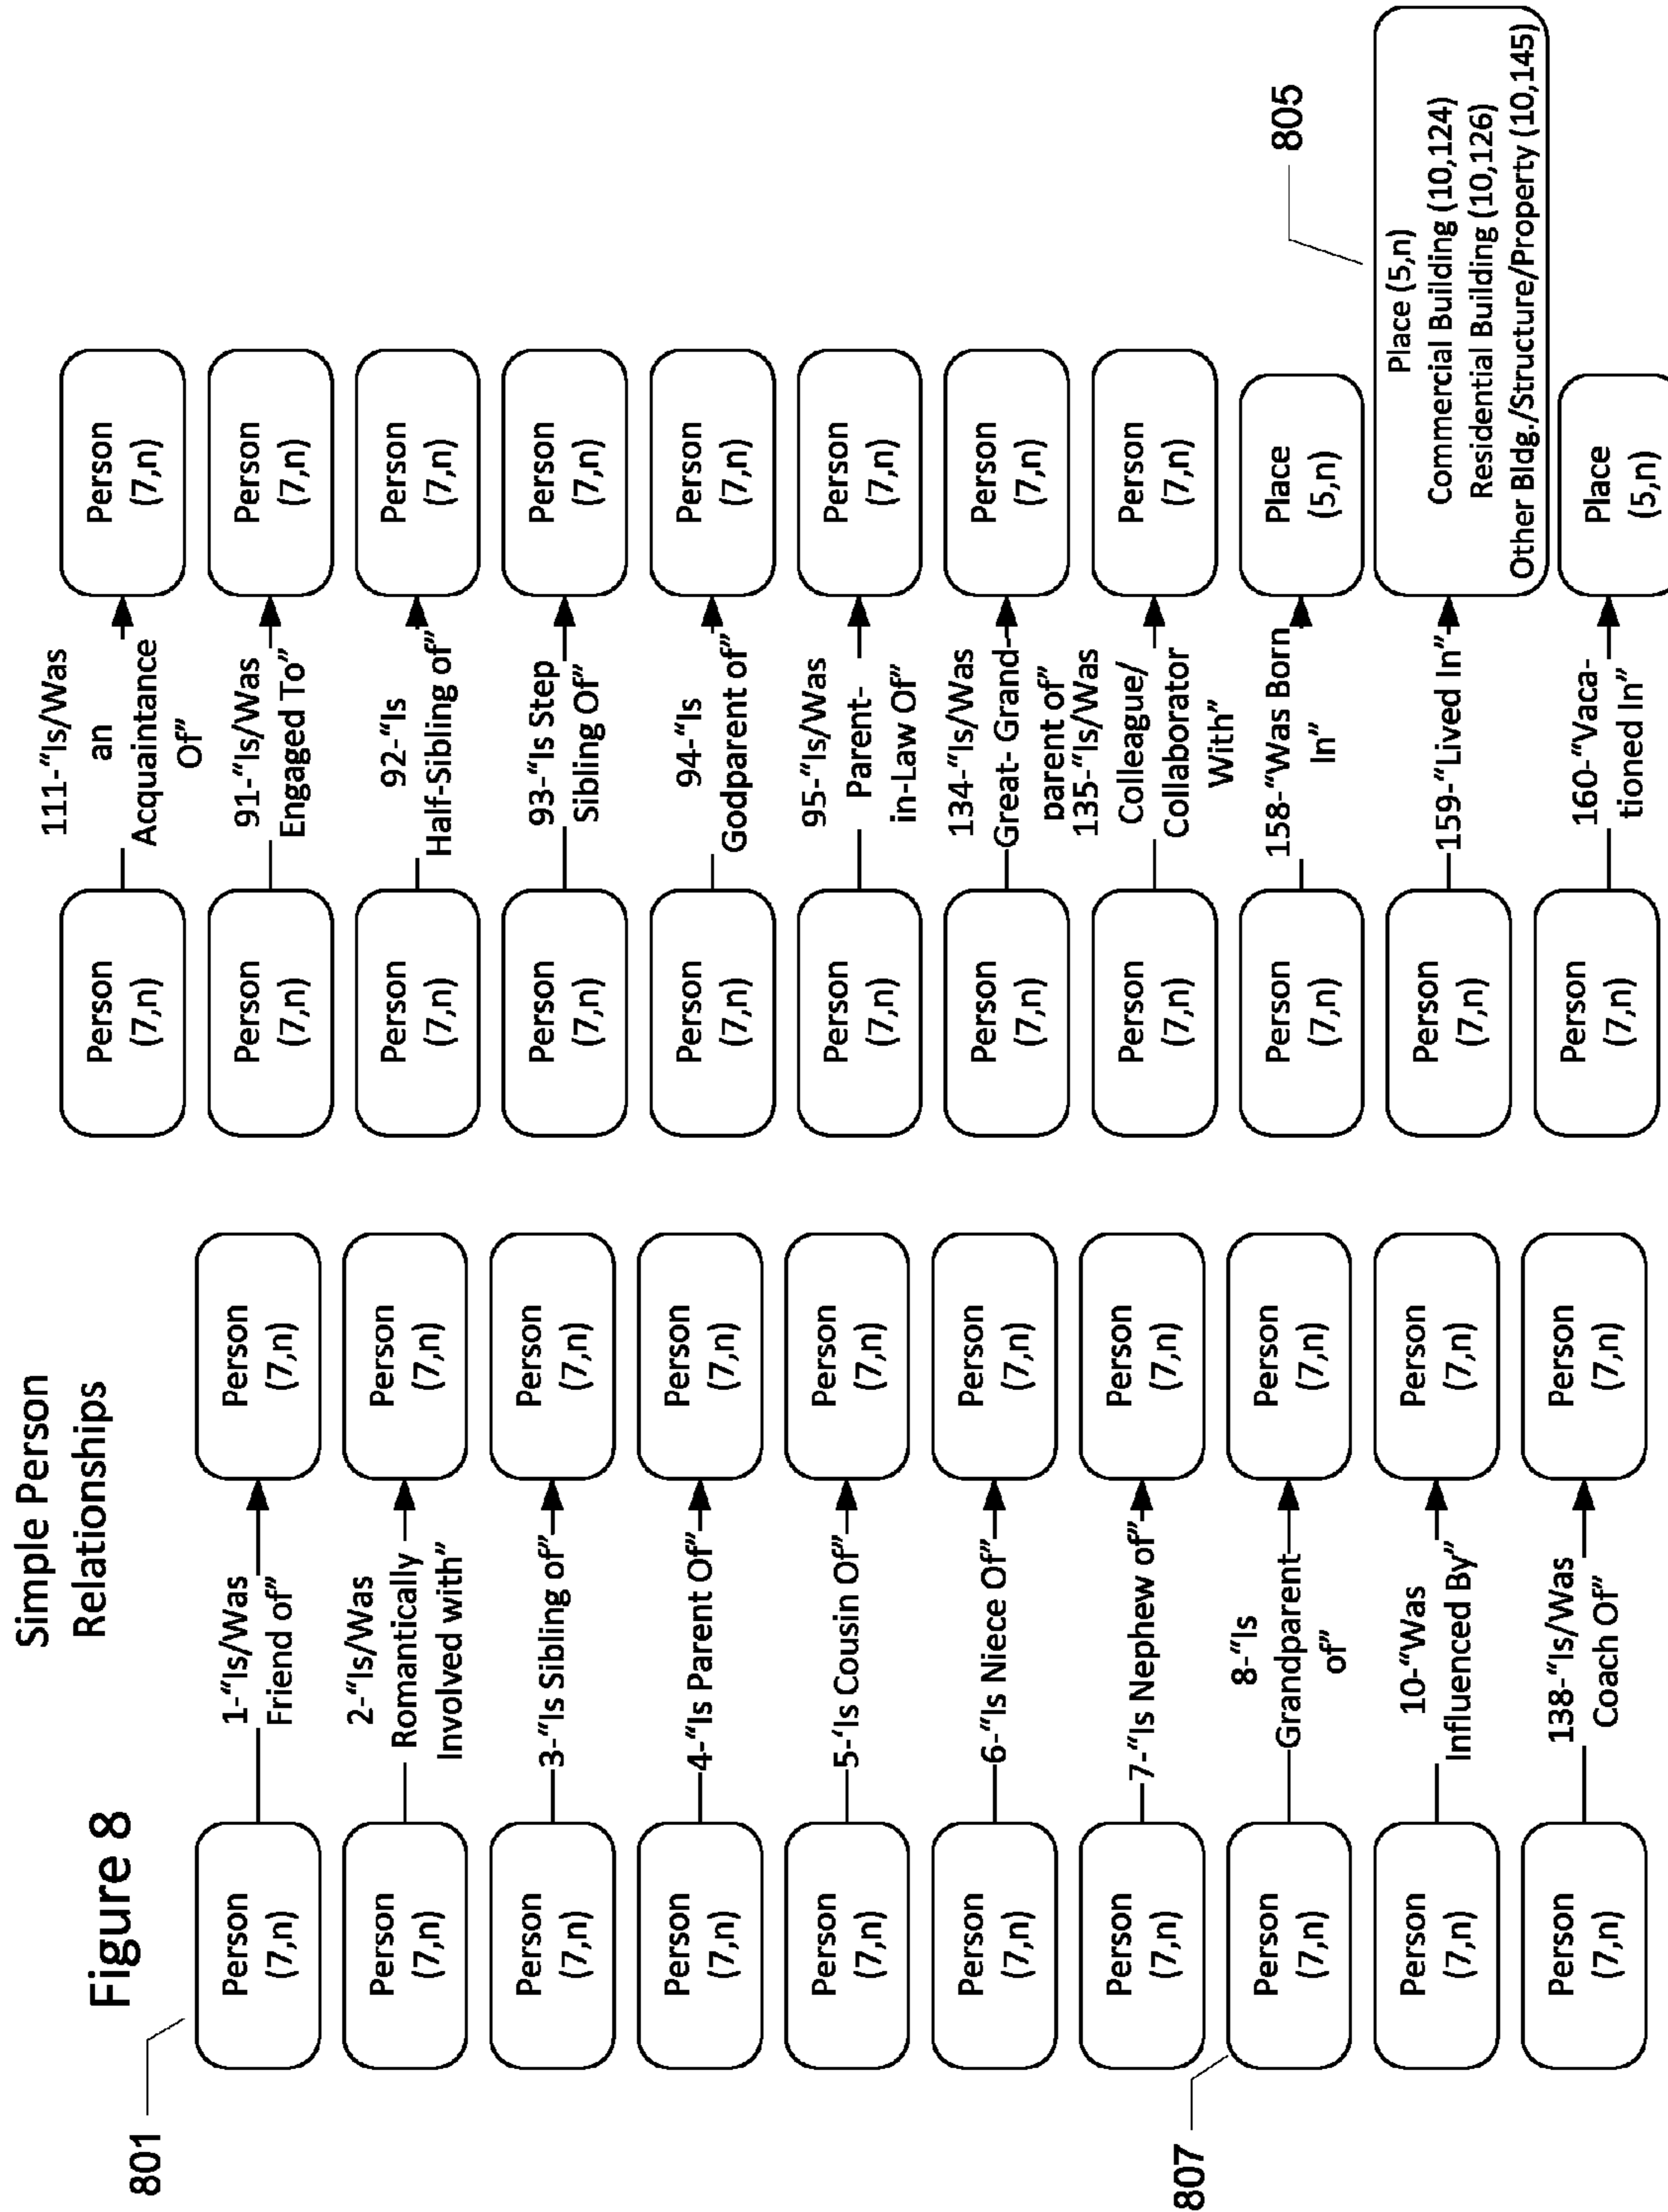 Figure 8
Simple Person
Relationships
801
Person
(7,n)
1-“Is/Was
Friend of”
Person
(7,n)
Person
(7,n)
2-“Is/Was
Romantically
Involved with”
Person
(7,n)
Person
(7,n)
3-“Is Sibling of”
Person
(7,n)
Person
(7,n)
4-“Is Parent Of”
Person
(7,n)
Person
(7,n)
5-‘Is Cousin Of”
Person
(7,n)
Person
(7,n)
6-“Is Niece Of”
Person
(7,n)
Person
(7,n)
7-“Is Nephew of”
Person
(7,n)
807
Person
(7,n)
8-“Is
Grandparent
of”
Person
(7,n)
Person
(7,n)
10-“Was
Influenced By”
Person
(7,n)
Person
(7,n)
138-“Is/Was
Coach Of”
Person
(7,n)
Person
(7,n)
111-“Is/Was
an
Acquaintance
Of”
Person
(7,n)
Person
(7,n)
91-“Is/Was
Engaged To”
Person
(7,n)
Person
(7,n)
92-“Is
Half-Sibling of”
Person
(7,n)
Person
(7,n)
93-“Is Step
Sibling Of”
Person
(7,n)
Person
(7,n)
94-“Is
Godparent of”
Person
(7,n)
Person
(7,n)
95-“Is/Was
Parent-
in-Law Of”
Person
(7,n)
Person
(7,n)
134-“Is/Was
Great- Grand-
parent of”
Person
(7,n)
Person
(7,n)
135-“Is/Was
Colleague/
Collaborator
With”
Person
(7,n)
Person
(7,n)
158-“Was Born
In”
Place
(5,n)
Person
(7,n)
159-“Lived In”
805
Place (5,n)
Commercial Building (10,124)
Residential Building (10,126)
Other Bldg./Structure/Property (10,145)
Person
(7,n)
160-“Vaca-
tioned In”
Place
(5,n)